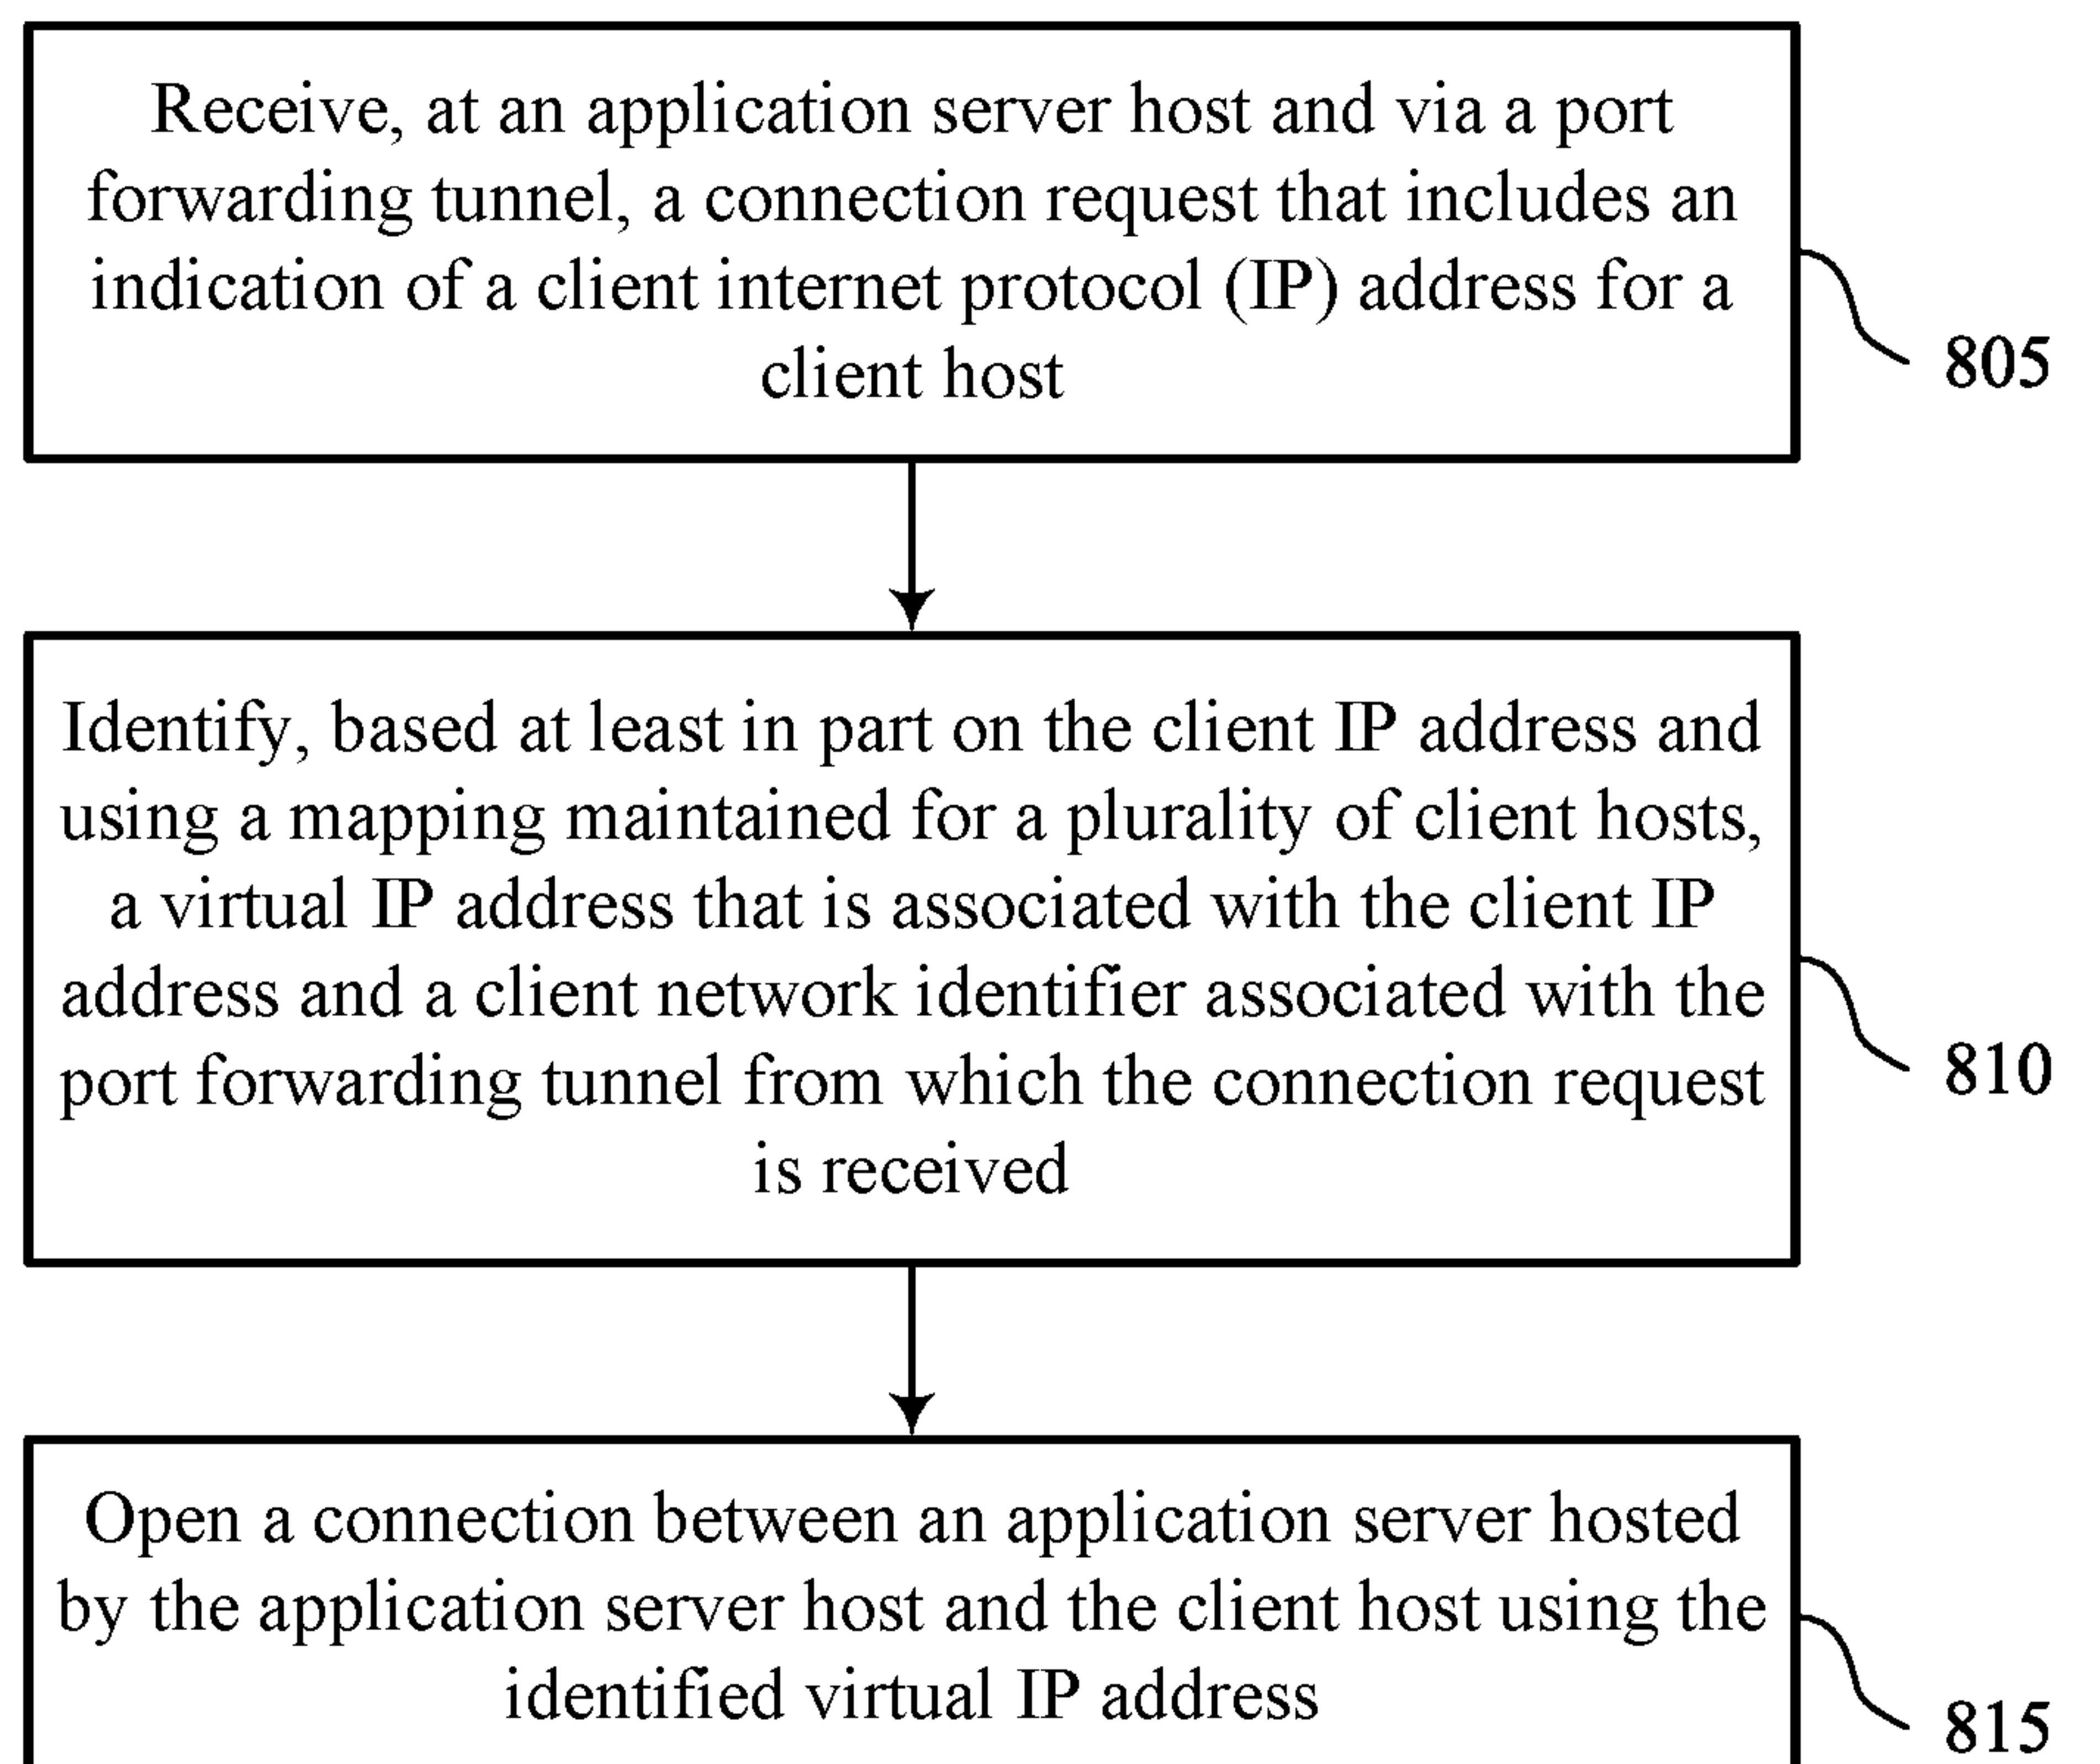 Receive, at an application server host and via a port
forwarding tunnel, a connection request that includes an
indication of a client internet protocol (IP) address for a
client host
805
Identify, based at least in part on the client IP address and
using a mapping maintained for a plurality of client hosts,
a virtual IP address that is associated with the client IP
address and a client network identifier associated with the
port forwarding tunnel from which the connection request
is received
810
Open a connection between an application server hosted
by the application server host and the client host using the
identified virtual IP address
815